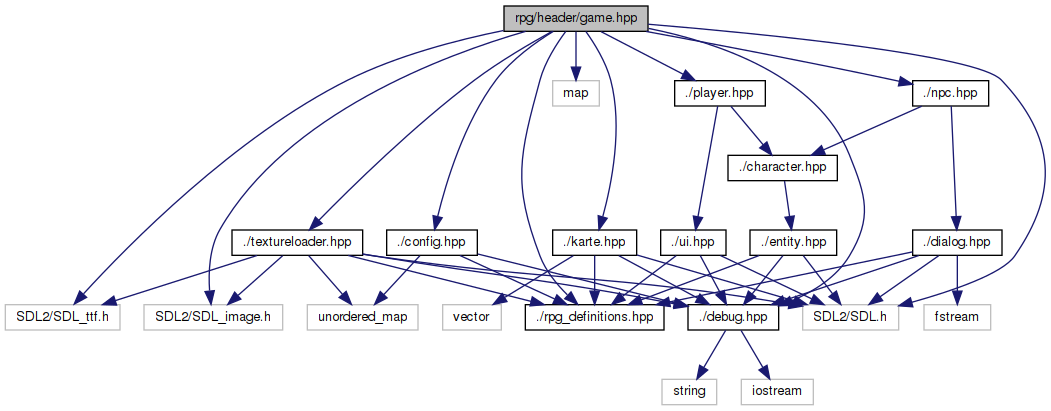 rpg/header/game.hpp
map
./player.hpp
./npc.hpp
./character.hpp
./textureloader.hpp
./config.hpp
./karte.hpp
./ui.hpp
./entity.hpp
./dialog.hpp
SDL2/SDL_ttf.h
SDL2/SDL_image.h
unordered_map
vector
./rpg_definitions.hpp
./debug.hpp
SDL2/SDL.h
fstream
string
iostream